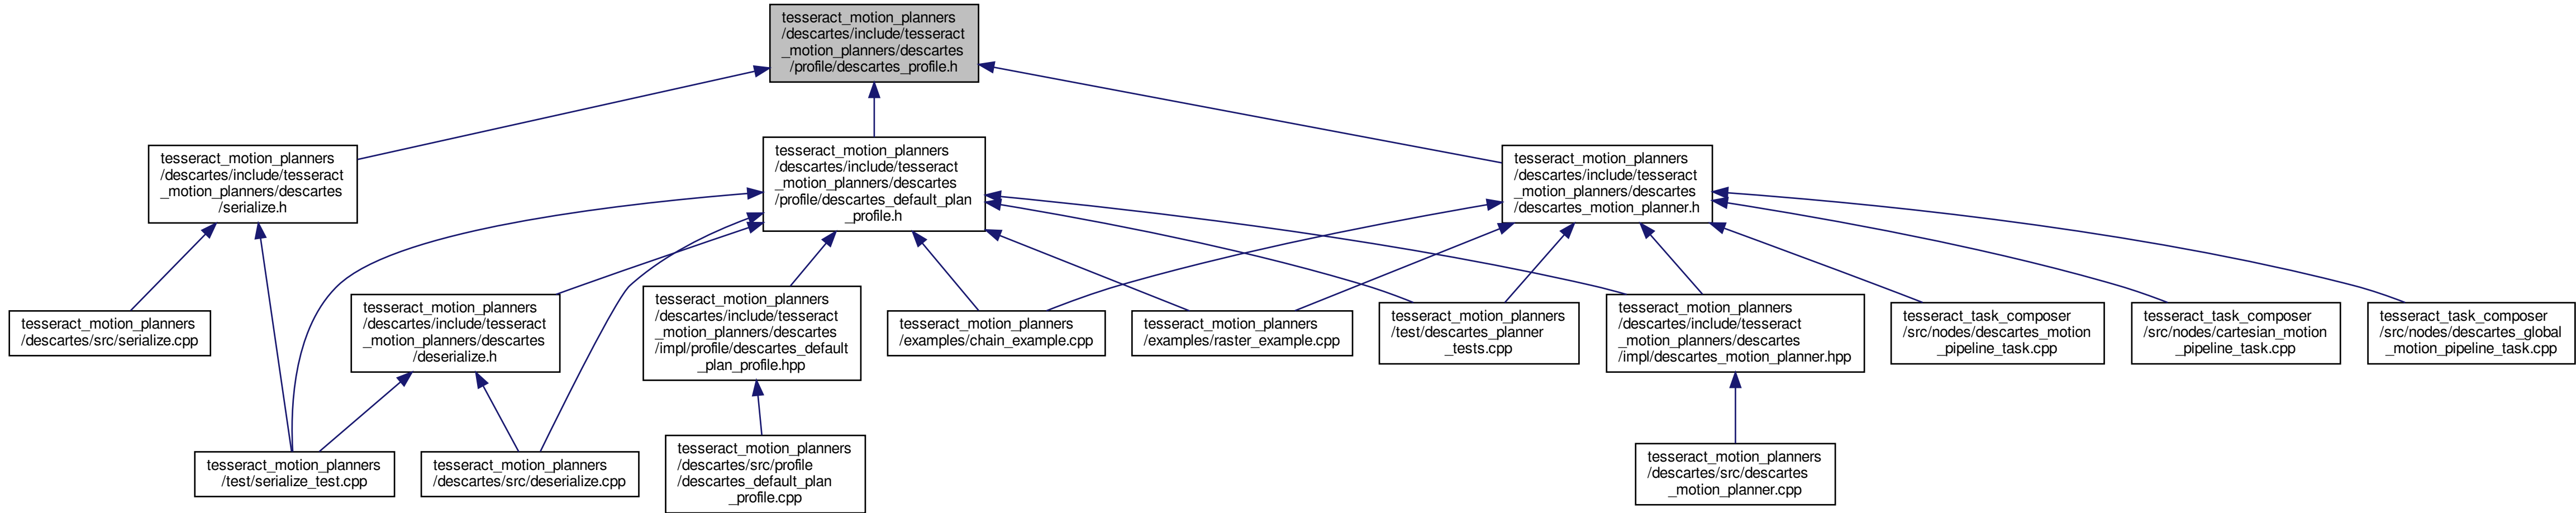 tesseract_motion_planners
/descartes/include/tesseract
_motion_planners/descartes
/profile/descartes_profile.h
tesseract_motion_planners
/descartes/include/tesseract
_motion_planners/descartes
/serialize.h
tesseract_motion_planners
/descartes/include/tesseract
_motion_planners/descartes
/profile/descartes_default_plan
_profile.h
tesseract_motion_planners
/descartes/include/tesseract
_motion_planners/descartes
/descartes_motion_planner.h
tesseract_motion_planners
/descartes/src/serialize.cpp
tesseract_motion_planners
/descartes/include/tesseract
_motion_planners/descartes
/deserialize.h
tesseract_motion_planners
/descartes/include/tesseract
_motion_planners/descartes
/impl/profile/descartes_default
_plan_profile.hpp
tesseract_motion_planners
/examples/chain_example.cpp
tesseract_motion_planners
/examples/raster_example.cpp
tesseract_motion_planners
/test/descartes_planner
_tests.cpp
tesseract_motion_planners
/descartes/include/tesseract
_motion_planners/descartes
/impl/descartes_motion_planner.hpp
tesseract_task_composer
/src/nodes/descartes_motion
_pipeline_task.cpp
tesseract_task_composer
/src/nodes/cartesian_motion
_pipeline_task.cpp
tesseract_task_composer
/src/nodes/descartes_global
_motion_pipeline_task.cpp
tesseract_motion_planners
/test/serialize_test.cpp
tesseract_motion_planners
/descartes/src/deserialize.cpp
tesseract_motion_planners
/descartes/src/profile
/descartes_default_plan
_profile.cpp
tesseract_motion_planners
/descartes/src/descartes
_motion_planner.cpp